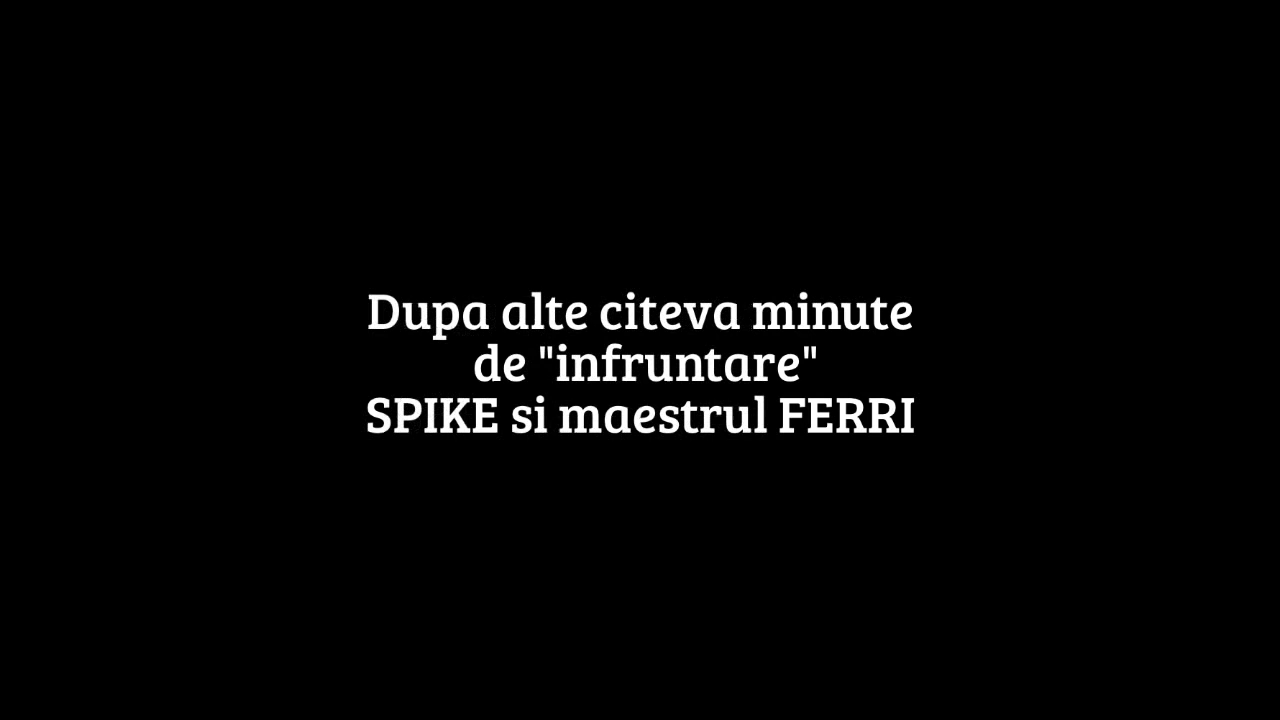 Dupa alte citeva minute
de "infruntare"
SPIKE si maestrul FERRI